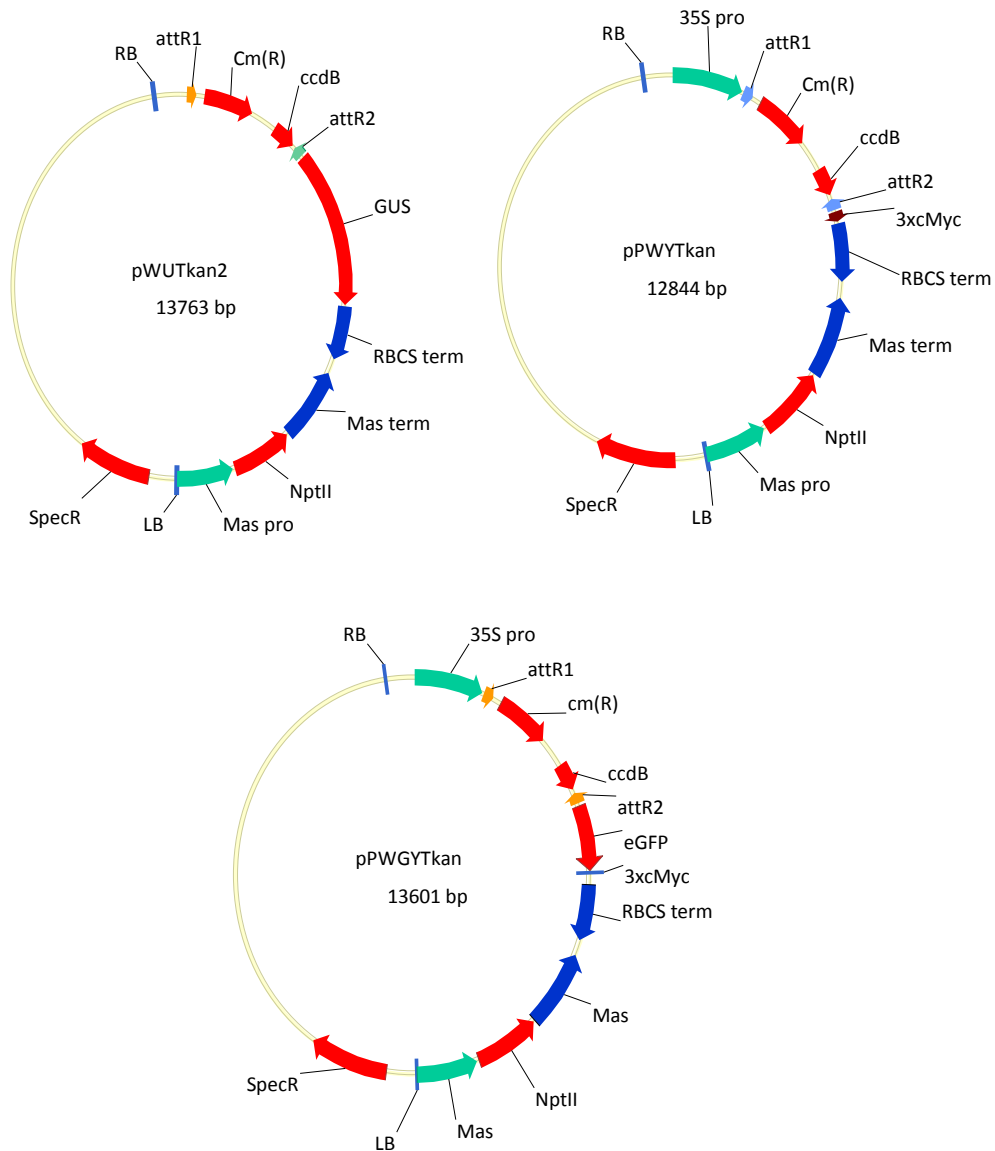 RB
attR1
Cm(R)
ccdB
attR2
GUS
pWUTkan2
13763 bp
RBCS term
Mas term
NptII
Mas pro
LB
SpecR
RB
35S pro
attR1
Cm(R)
ccdB
attR2
3xcMyc
pPWYTkan
12844 bp
RBCS term
Mas term
NptII
Mas pro
LB
SpecR
RB
35S pro
attR1
cm(R)
ccdB
attR2
eGFP
pPWGYTkan
13601 bp
3xcMyc
RBCS term
Mas
NptII
Mas
LB
SpecR